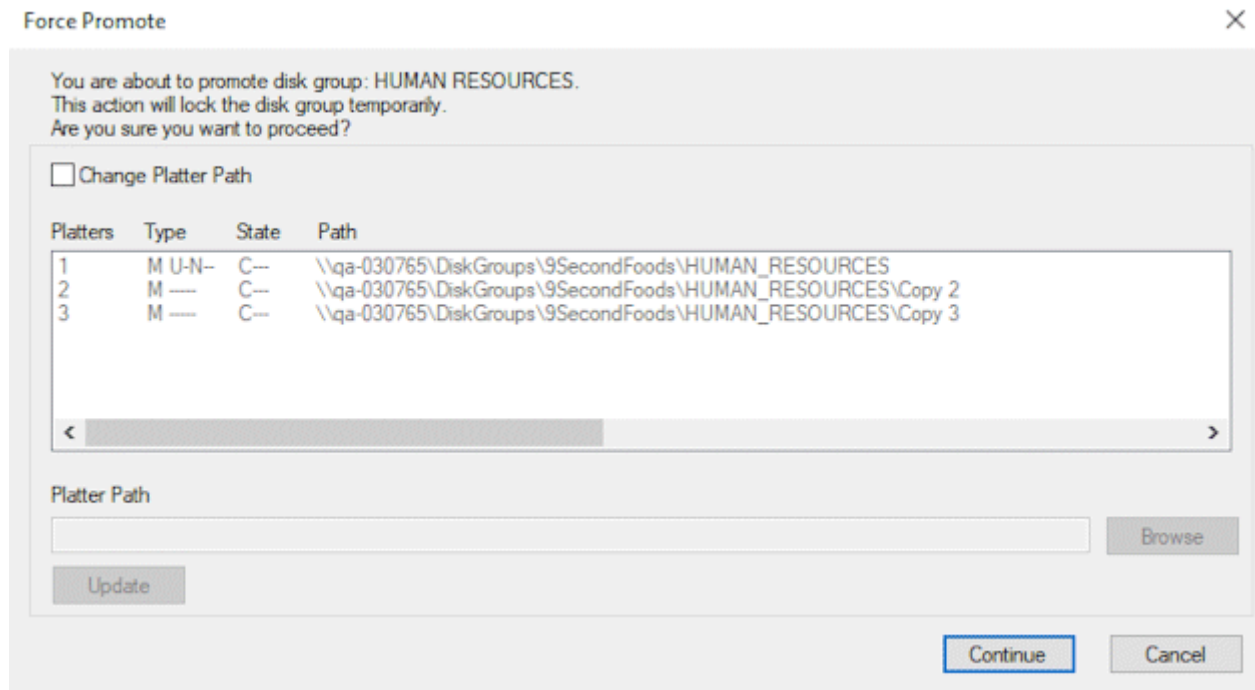 Force Promote
You are about to promote disk group: HUMAN RESOURCES.
This action will lock the disk group temporarily.
Are you sure you want to proceed?
Change Platter Path
Platters Type State Path
1 M U-N-- C--- \\qa-030765\DiskGroups\9SecondFoods\HUMAN_RESOURCES
2 M ----- C--- \\qa-030765\DiskGroups\9SecondFoods\HUMAN_RESOURCES\Copy 2
3 M ----- C--- \\qa-030765\DiskGroups\9SecondFoods\HUMAN_RESOURCES\Copy 3
Platter Path
Browse
Update
Continue Cancel